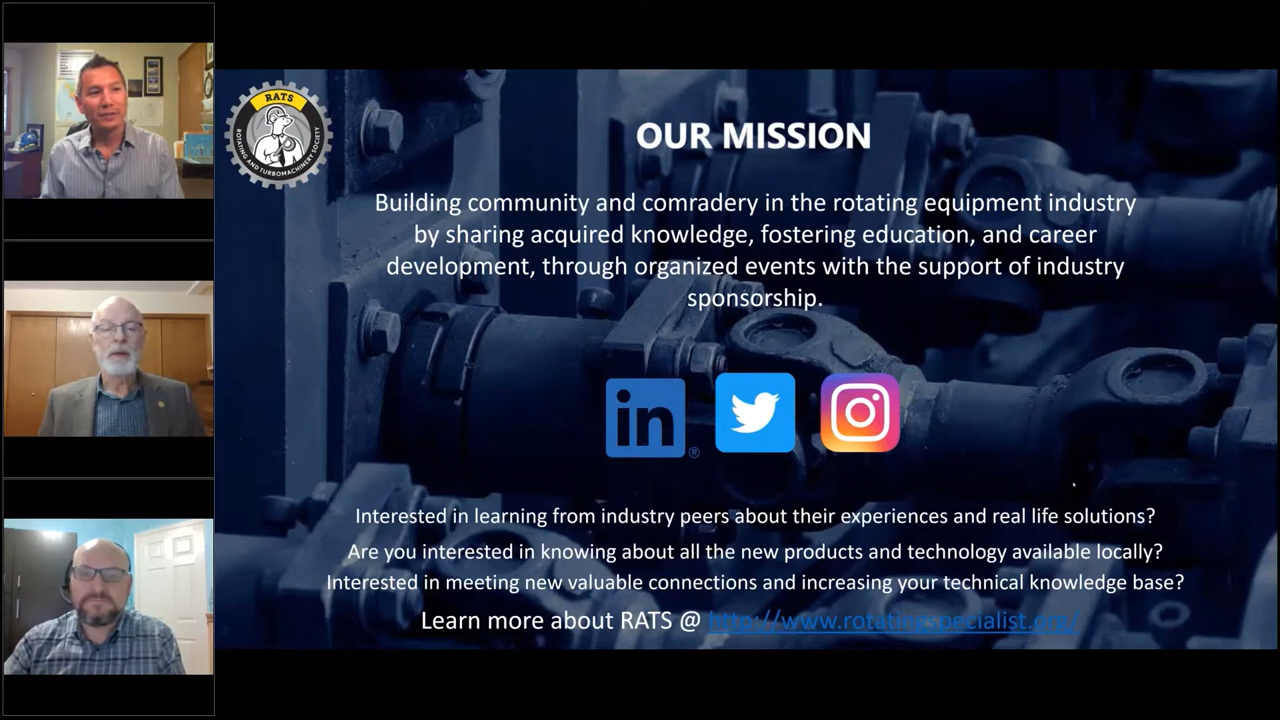 RATS
ROTATING AND TURBOMACHINERY SOCIETY
OUR MISSION
Building community and comradery in the rotating equipment industry
by sharing acquired knowledge, fostering education, and career
development, through organized events with the support of industry
sponsorship.
in
®
Interested in learning from industry peers about their experiences and real life solutions?
Are you interested in knowing about all the new products and technology available locally?
Interested in meeting new valuable connections and increasing your technical knowledge base?
Learn more about RATS @ http://www.rotatingspecialist.org/